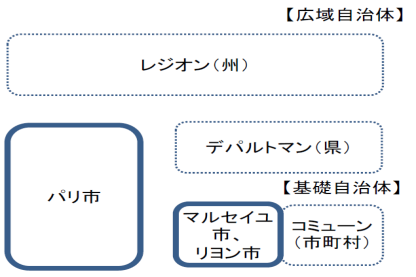 【広域自治体】
レジオン(州)
デパルトマン(県)
【基礎自治体】
パリ市
マルセイユ
市、
リヨン市
コミューン
(市町村)